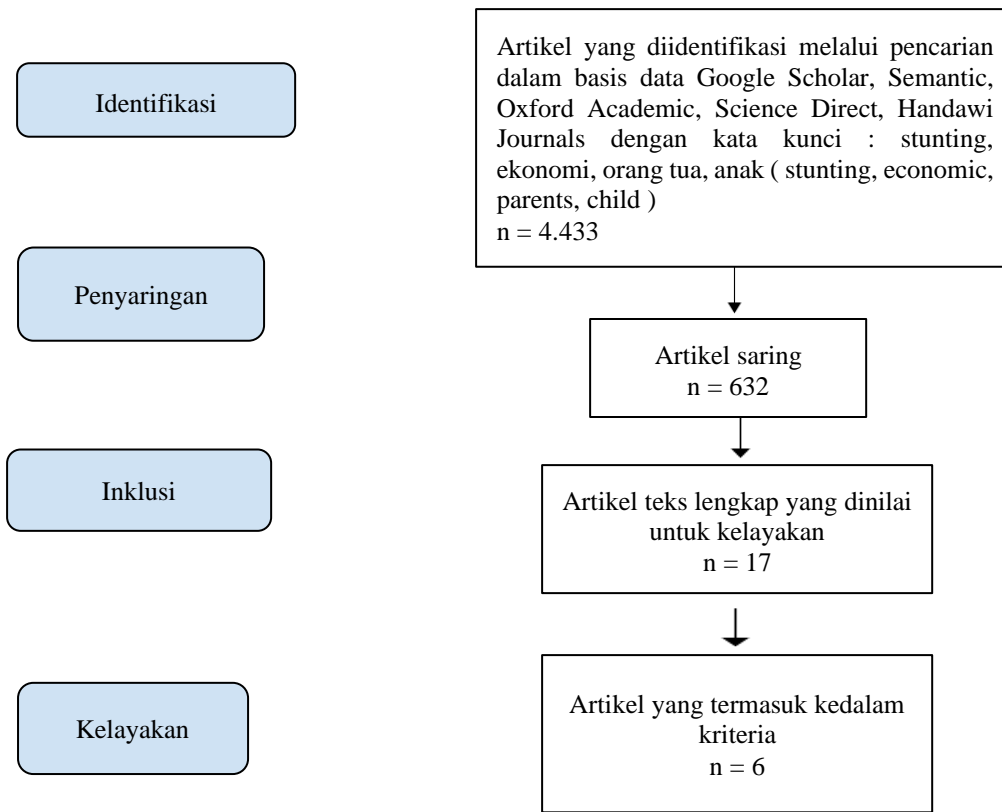 Identifikasi
Artikel yang diidentifikasi melalui pencarian
dalam basis data Google Scholar, Semantic,
Oxford Academic, Science Direct, Handawi
Journals dengan kata kunci : stunting,
ekonomi, orang tua, anak ( stunting, economic,
parents, child )
n = 4.433
Penyaringan
Artikel saring
n = 632
Inklusi
Artikel teks lengkap yang dinilai
untuk kelayakan
n = 17
Kelayakan
Artikel yang termasuk kedalam
kriteria
n = 6